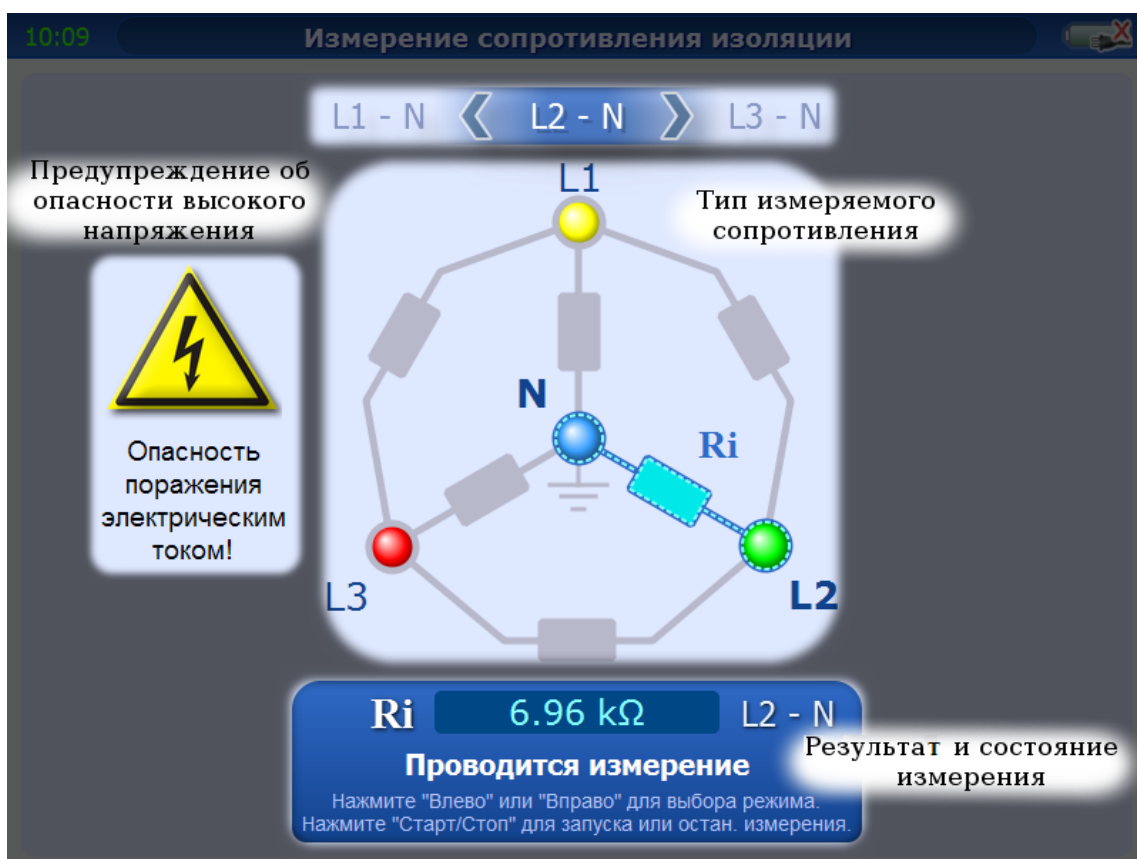 10:09
Измерение сопротивления изоляции
L1 - N
L2 - N
L3 - N
Предупреждение об
опасности высокого
напряжения
L1
Тип измеряемого
сопротивления
Опасность
поражения
электрическим
током!
N
Ri
L3
L2
Ri 6.96 kΩ L2 - N
Проводится измерение
Результат и состояние
измерения
Нажмите "Влево" или "Вправо" для выбора режима.
Нажмите "Старт/Стоп" для запуска или остан. измерения.